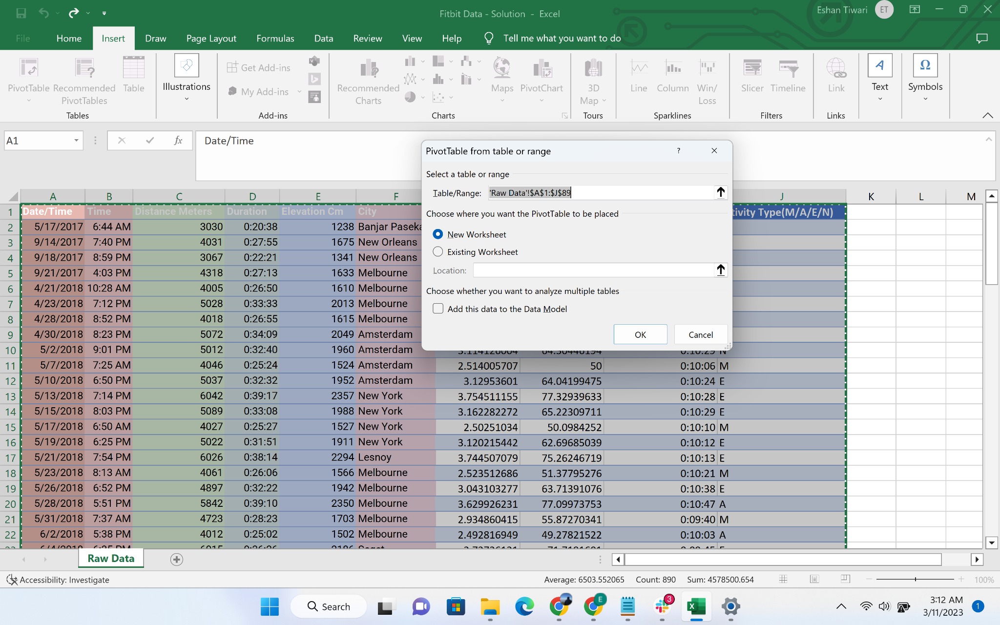 Fitbit Data - Solution - Excel
Eshan Tiwari ET
File Home Insert Draw Page Layout Formulas Data Review View Help Tell me what you want to do
PivotTable Recommended PivotTables Table
Tables
Illustrations
Get Add-ins
My Add-ins
Add-ins
Recommended Charts
Maps PivotChart
Charts
3D Map
Tours
Line Column Win/Loss
Sparklines
Slicer Timeline
Filters
Link
Links
Text
Symbols
A1 fx Date/Time
PivotTable from table or range ?
Select a table or range
Table/Range: 'Raw Data'!$A$1:$J$89
Choose where you want the PivotTable to be placed
New Worksheet
Existing Worksheet
Location:
Choose whether you want to analyze multiple tables
Add this data to the Data Model
OK Cancel
A B C D E F J K L M
1 Date/Time Time Distance Meters Duration Elevation Cm City tivity Type(M/A/E/N)
2 5/17/2017 6:44 AM 3030 0:20:38 1238 Banjar Paseka
3 9/14/2017 7:40 PM 4031 0:27:55 1675 New Orleans
4 9/18/2017 8:59 PM 3067 0:22:21 1341 New Orleans
5 9/21/2017 4:03 PM 4318 0:27:13 1633 Melbourne
6 4/21/2018 10:28 AM 4005 0:26:50 1610 Melbourne
7 4/23/2018 7:12 PM 5028 0:33:33 2013 Melbourne
8 4/28/2018 8:52 PM 4018 0:26:55 1615 Melbourne
9 4/30/2018 8:23 PM 5072 0:34:09 2049 Amsterdam
10 5/2/2018 9:01 PM 5012 0:32:40 1960 Amsterdam 0:10:29 N
11 5/7/2018 7:25 AM 4046 0:25:24 1524 Amsterdam 2.514005707 50 0:10:06 M
12 5/10/2018 6:50 PM 5037 0:32:32 1952 Amsterdam 3.12953601 64.04199475 0:10:24 E
13 5/13/2018 7:14 PM 6042 0:39:17 2357 New York 3.754511155 77.32939633 0:10:28 E
14 5/15/2018 8:03 PM 5089 0:33:08 1988 New York 3.162282272 65.22309711 0:10:29 E
15 5/17/2018 6:50 AM 4027 0:25:27 1527 New York 2.50251034 50.0984252 0:10:10 M
16 5/19/2018 6:25 PM 5022 0:31:51 1911 New York 3.120215442 62.69685039 0:10:12 E
17 5/21/2018 7:54 PM 6026 0:38:14 2294 Lesnoy 3.744507079 75.26246719 0:10:13 E
18 5/23/2018 8:13 AM 4061 0:26:06 1566 Melbourne 2.523512686 51.37795276 0:10:21 M
19 5/26/2018 6:52 PM 4897 0:32:22 1942 Melbourne 3.043103277 63.71391076 0:10:38 E
20 5/28/2018 5:51 PM 5842 0:39:10 2350 Melbourne 3.629926231 77.09973753 0:10:47 A
21 5/31/2018 7:37 AM 4723 0:28:23 1703 Melbourne 2.934860415 55.87270341 0:09:40 M
22 6/2/2018 5:38 PM 4012 0:25:02 1502 Melbourne 2.492816949 49.27821522 0:10:03 A
Raw Data
Accessibility: Investigate Average: 6503.552065 Count: 890 Sum: 4578500.654 100%
Search E 3 3:12 AM
3/11/2023 1